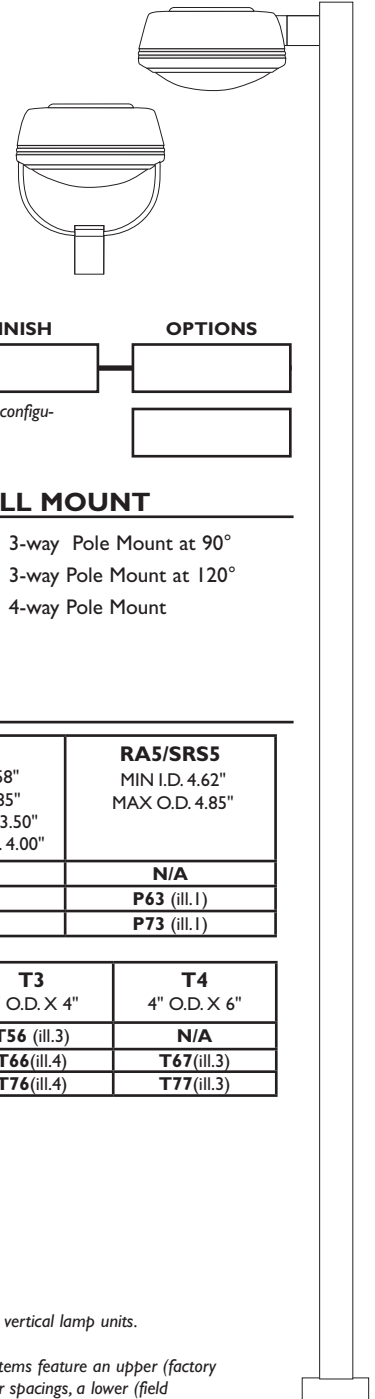 INISH OPTIONS
configu-
LL MOUNT
3-way Pole Mount at 90°
3-way Pole Mount at 120°
4-way Pole Mount
58" RA5/SRS5
85" MIN I.D. 4.62"
3.50" MAX O.D. 4.85"
. 4.00"
N/A
P63 (ill.1)
P73 (ill.1)
T3 T4
O.D. X 4" 4" O.D. X 6"
T56 (ill.3) N/A
T66(ill.4) T67(ill.3)
T76(ill.4) T77(ill.3)
vertical lamp units.
tems feature an upper (factory
r spacings, a lower (field